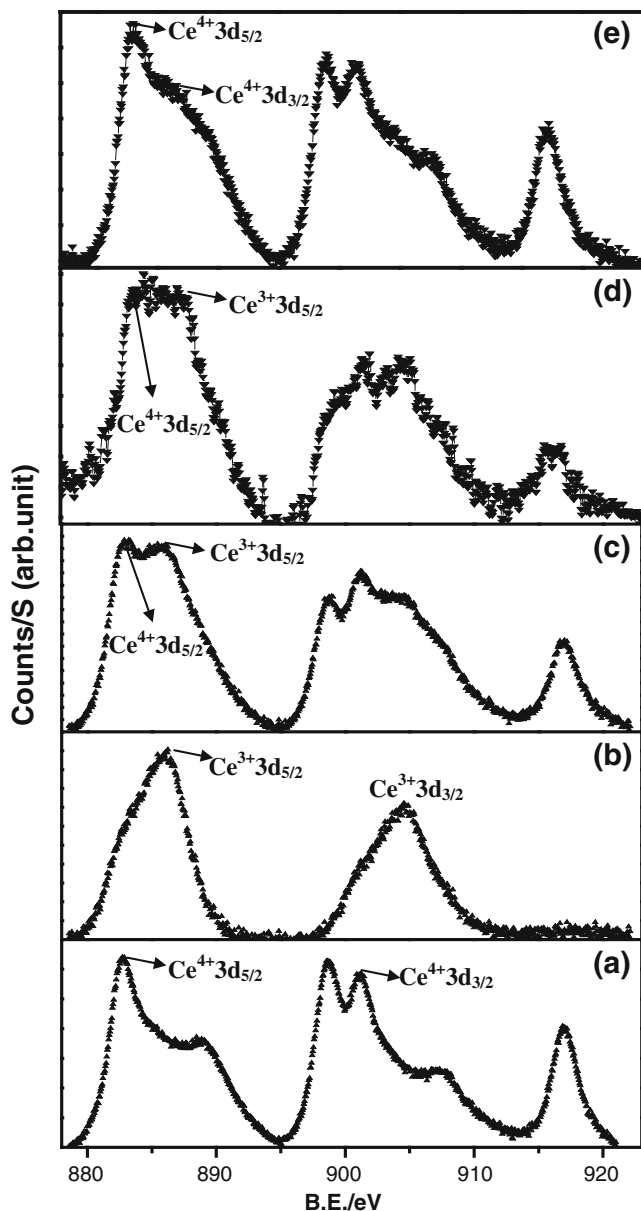 (e)
Ce⁴⁺3d₅/₂
Ce⁴⁺3d₃/₂
(d)
Ce³⁺3d₅/₂
Ce⁴⁺3d₅/₂
(c)
Ce³⁺3d₅/₂
Ce⁴⁺3d₅/₂
(b)
Ce³⁺3d₅/₂
Ce³⁺3d₃/₂
(a)
Ce⁴⁺3d₅/₂
Ce⁴⁺3d₃/₂
Counts/S (arb.unit)
880 890 900 910 920
B.E./eV